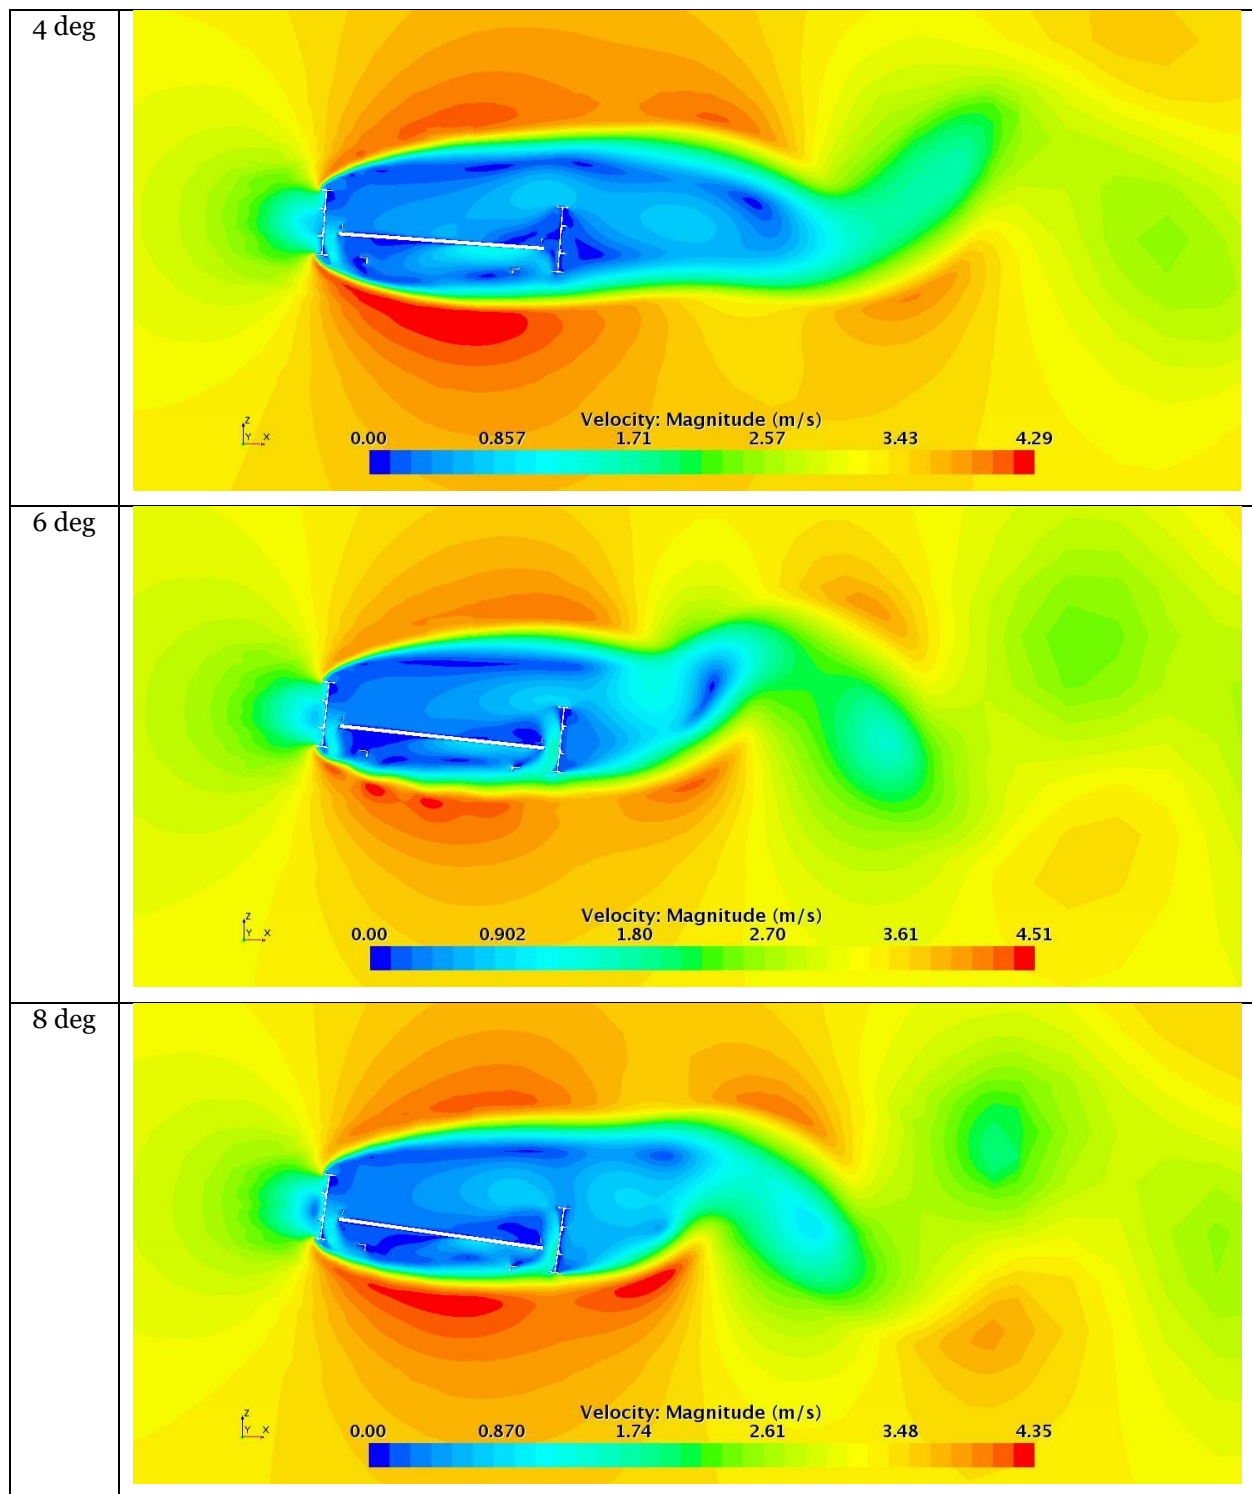 4 deg
Velocity: Magnitude (m/s)
0.00 0.857 1.71 2.57 3.43 4.29
Z
Y X
6 deg
Velocity: Magnitude (m/s)
0.00 0.902 1.80 2.70 3.61 4.51
Z
Y X
8 deg
Velocity: Magnitude (m/s)
0.00 0.870 1.74 2.61 3.48 4.35
Z
Y X